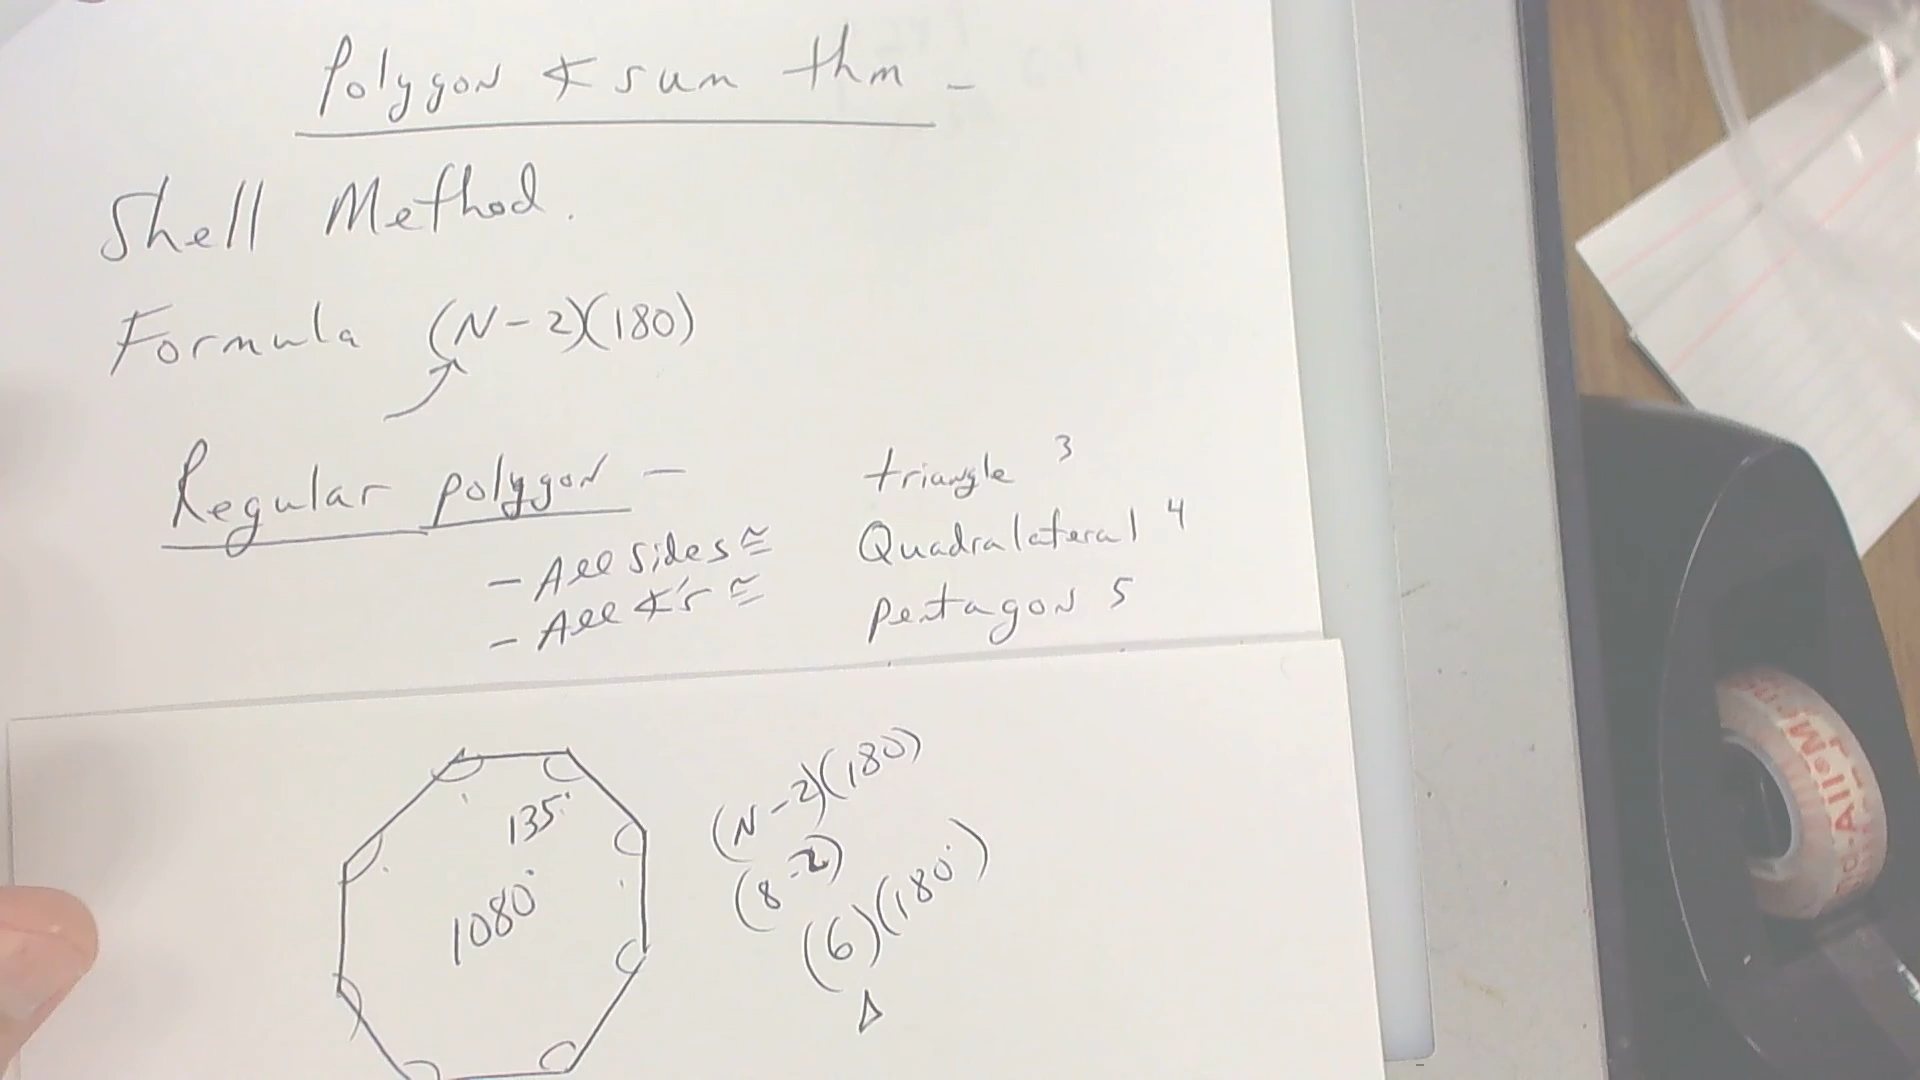 Polygon ∡ sum thm -
Shell Method.
Formula (N-2)(180)
Regular polygon -
- All sides ≅
- All ∡'s ≅
triangle 3
Quadralateral 4
Pentagon 5
135°
1080°
(N-2)(180)
(8-2)
(6)(180°)
Δ